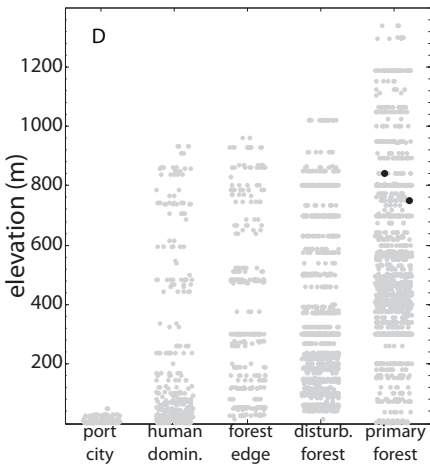 D
1200
1000
800
600
400
200
elevation (m)
port human forest disturb. primary
city domin. edge forest forest